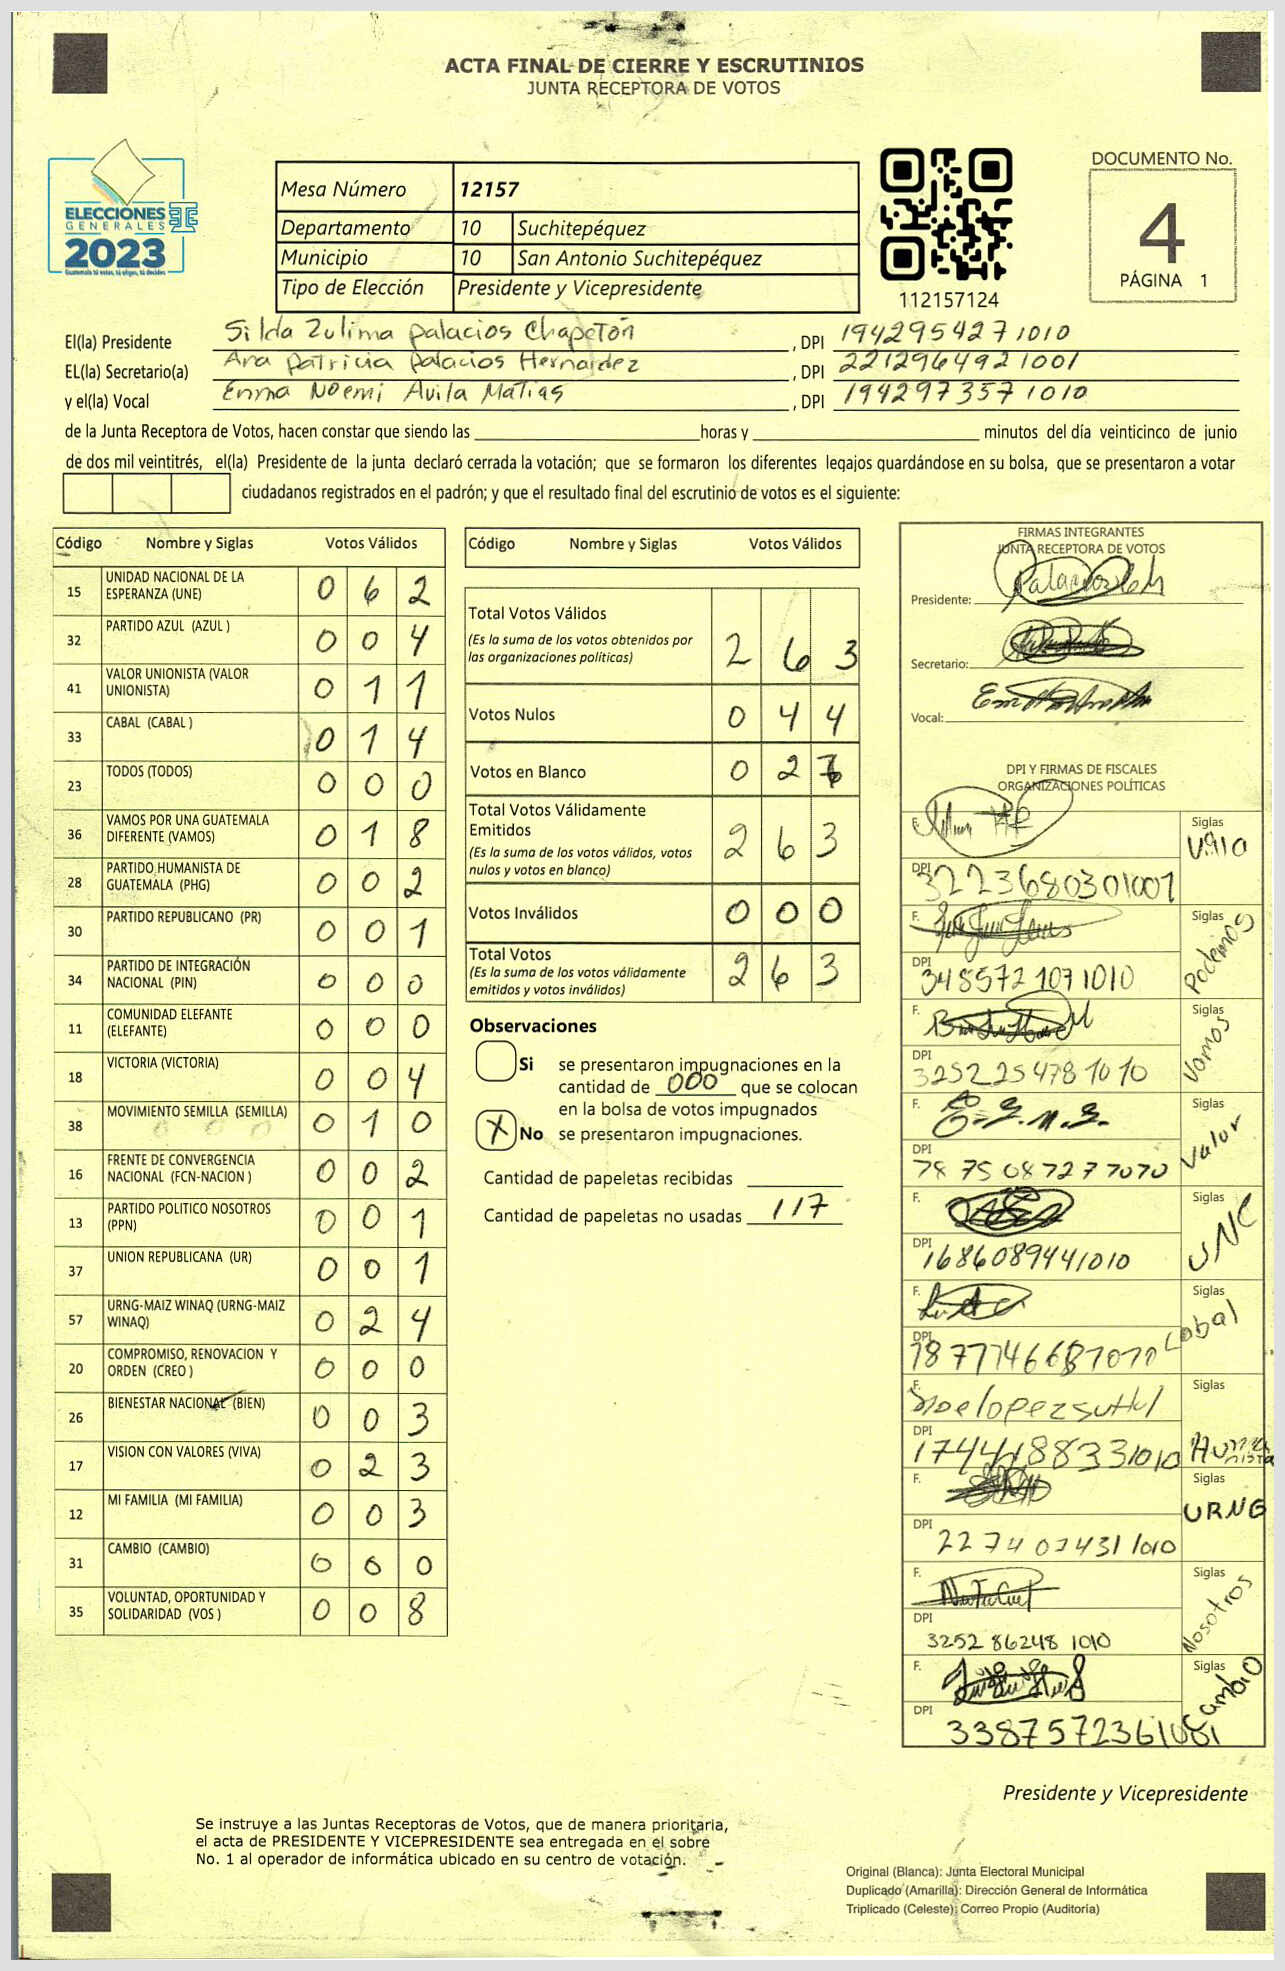 ACTA FINAL DE CIERRE Y ESCRUTINIOS
JUNTA RECEPTORA DE VOTOS
ELECCIONES
GENERALES
2023
Guatemala tú votas, tú eliges, tú decides
Mesa Número 12157
Departamento 10 Suchitepéquez
Municipio 10 San Antonio Suchitepéquez
Tipo de Elección Presidente y Vicepresidente
112157124
DOCUMENTO No.
4
PÁGINA 1
El(la) Presidente Silda Zulima Palacios Chapetón , DPI 1942954271010
EL(la) Secretario(a) Ana Patricia Palacios Hernandez , DPI 2212964921001
y el(la) Vocal Emma Noemi Avila Matias , DPI 1942973571010
de la Junta Receptora de Votos, hacen constar que siendo las horas y minutos del día veinticinco de junio
de dos mil veintitrés, el(la) Presidente de la junta declaró cerrada la votación; que se formaron los diferentes legajos guardándose en su bolsa, que se presentaron a votar
ciudadanos registrados en el padrón; y que el resultado final del escrutinio de votos es el siguiente:
Código Nombre y Siglas Votos Válidos
15 UNIDAD NACIONAL DE LA ESPERANZA (UNE) 0 6 2
32 PARTIDO AZUL (AZUL ) 0 0 4
41 VALOR UNIONISTA (VALOR UNIONISTA) 0 1 1
33 CABAL (CABAL ) 0 1 4
23 TODOS (TODOS) 0 0 0
36 VAMOS POR UNA GUATEMALA DIFERENTE (VAMOS) 0 1 8
28 PARTIDO HUMANISTA DE GUATEMALA (PHG) 0 0 2
30 PARTIDO REPUBLICANO (PR) 0 0 1
34 PARTIDO DE INTEGRACIÓN NACIONAL (PIN) 0 0 0
11 COMUNIDAD ELEFANTE (ELEFANTE) 0 0 0
18 VICTORIA (VICTORIA) 0 0 4
38 MOVIMIENTO SEMILLA (SEMILLA) 0 1 0
16 FRENTE DE CONVERGENCIA NACIONAL (FCN-NACION ) 0 0 2
13 PARTIDO POLITICO NOSOTROS (PPN) 0 0 1
37 UNION REPUBLICANA (UR) 0 0 1
57 URNG-MAIZ WINAQ (URNG-MAIZ WINAQ) 0 2 4
20 COMPROMISO, RENOVACION Y ORDEN (CREO ) 0 0 0
26 BIENESTAR NACIONAL (BIEN) 0 0 3
17 VISION CON VALORES (VIVA) 0 2 3
12 MI FAMILIA (MI FAMILIA) 0 0 3
31 CAMBIO (CAMBIO) 0 0 0
35 VOLUNTAD, OPORTUNIDAD Y SOLIDARIDAD (VOS ) 0 0 8
Código Nombre y Siglas Votos Válidos
Total Votos Válidos 2 6 3
(Es la suma de los votos obtenidos por
las organizaciones políticas)
Votos Nulos 0 4 4
Votos en Blanco 0 2
Total Votos Válidamente
Emitidos 2 6 3
(Es la suma de los votos válidos, votos
nulos y votos en blanco)
Votos Inválidos 0 0 0
Total Votos 2 6 3
(Es la suma de los votos válidamente
emitidos y votos inválidos)
Observaciones
Si se presentaron impugnaciones en la
cantidad de 000 que se colocan
en la bolsa de votos impugnados
X No se presentaron impugnaciones.
Cantidad de papeletas recibidas
Cantidad de papeletas no usadas 117
FIRMAS INTEGRANTES
JUNTA RECEPTORA DE VOTOS
Presidente:
Secretario:
Vocal:
DPI Y FIRMAS DE FISCALES
ORGANIZACIONES POLÍTICAS
F. Siglas
DPI 3223680301001
F. Siglas Podemos
DPI 3485721071010
F. Siglas Vamos
DPI 3252254781010
F. Siglas Valor
DPI
F. Siglas UNE
DPI 1686089441010
F. Siglas Cabal
DPI
F. Siglas Humanista
DPI 1744188331010
F. Siglas URNG
DPI
F. Siglas Nosotros
DPI 3252 86248 1010
F. Siglas Cambio
DPI
Presidente y Vicepresidente
Se instruye a las Juntas Receptoras de Votos, que de manera prioritaria,
el acta de PRESIDENTE Y VICEPRESIDENTE sea entregada en el sobre
No. 1 al operador de informática ubicado en su centro de votación.
Original (Blanca): Junta Electoral Municipal
Duplicado (Amarilla): Dirección General de Informática
Triplicado (Celeste): Correo Propio (Auditoría)